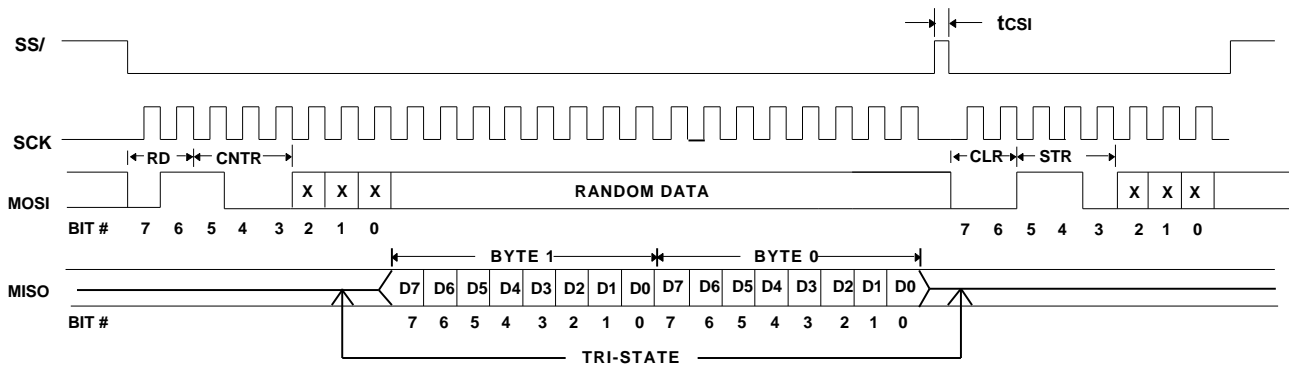 tCSI
SS/
SCK
RD CNTR CLR STR
MOSI X X X RANDOM DATA X X X
BIT # 7 6 5 4 3 2 1 0 7 6 5 4 3 2 1 0
BYTE 1 BYTE 0
MISO D7 D6 D5 D4 D3 D2 D1 D0 D7 D6 D5 D4 D3 D2 D1 D0
BIT # 7 6 5 4 3 2 1 0 7 6 5 4 3 2 1 0
TRI-STATE